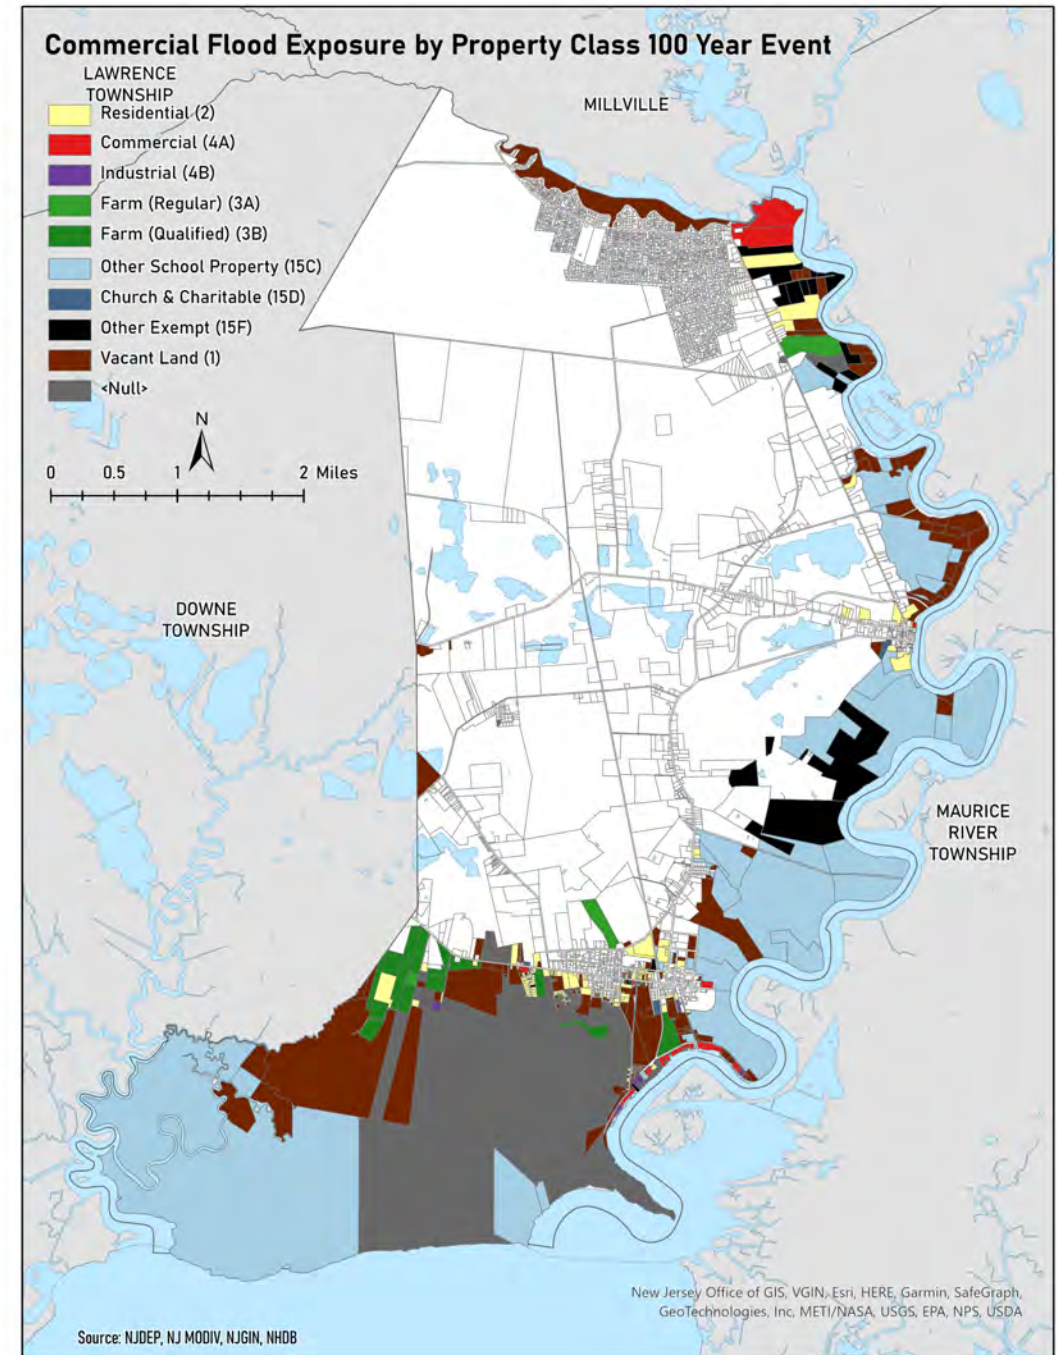 Commercial Flood Exposure by Property Class 100 Year Event
LAWRENCE
TOWNSHIP
MILLVILLE
Residential (2)
Commercial (4A)
Industrial (4B)
Farm (Regular) (3A)
Farm (Qualified) (3B)
Other School Property (15C)
Church & Charitable (15D)
Other Exempt (15F)
Vacant Land (1)
<Null>
N
0 0.5 1 2 Miles
DOWNE
TOWNSHIP
MAURICE
RIVER
TOWNSHIP
New Jersey Office of GIS, VGIN, Esri, HERE, Garmin, SafeGraph,
GeoTechnologies, Inc, METI/NASA, USGS, EPA, NPS, USDA
Source: NJDEP, NJ MODIV, NJGIN, NHDB